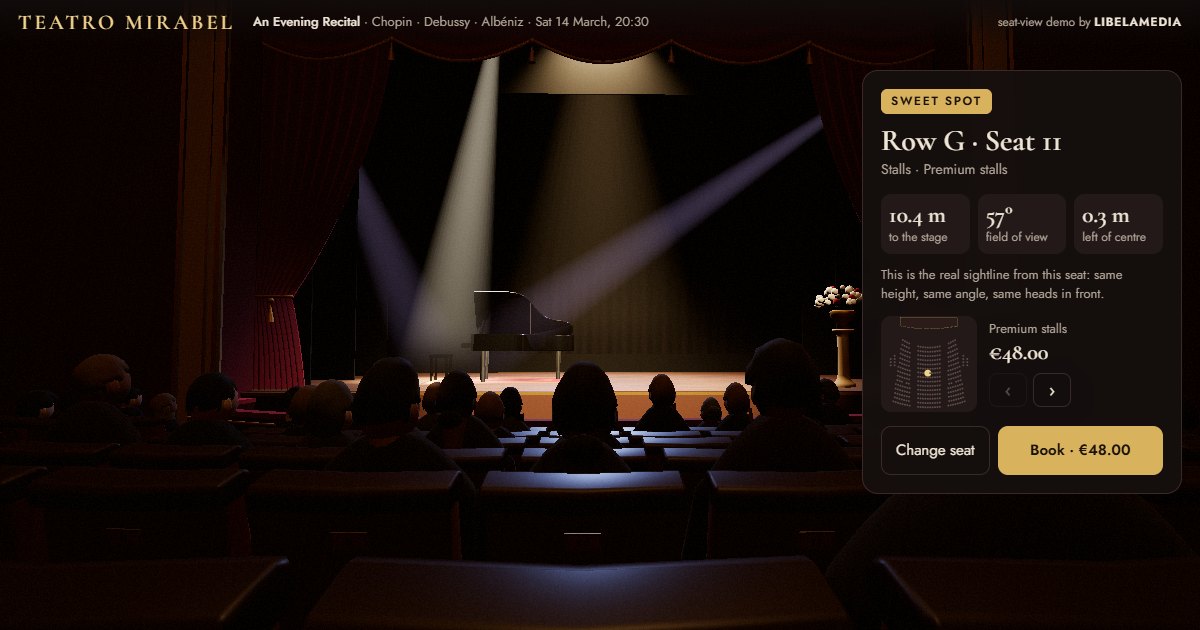 TEATRO MIRABEL
An Evening Recital · Chopin · Debussy · Albéniz · Sat 14 March, 20:30
seat-view demo by LIBELAMEDIA
SWEET SPOT
Row G · Seat 11
Stalls · Premium stalls
10.4 m
to the stage
57°
field of view
0.3 m
left of centre
This is the real sightline from this seat: same
height, same angle, same heads in front.
Premium stalls
€48.00
‹ ›
Change seat
Book · €48.00